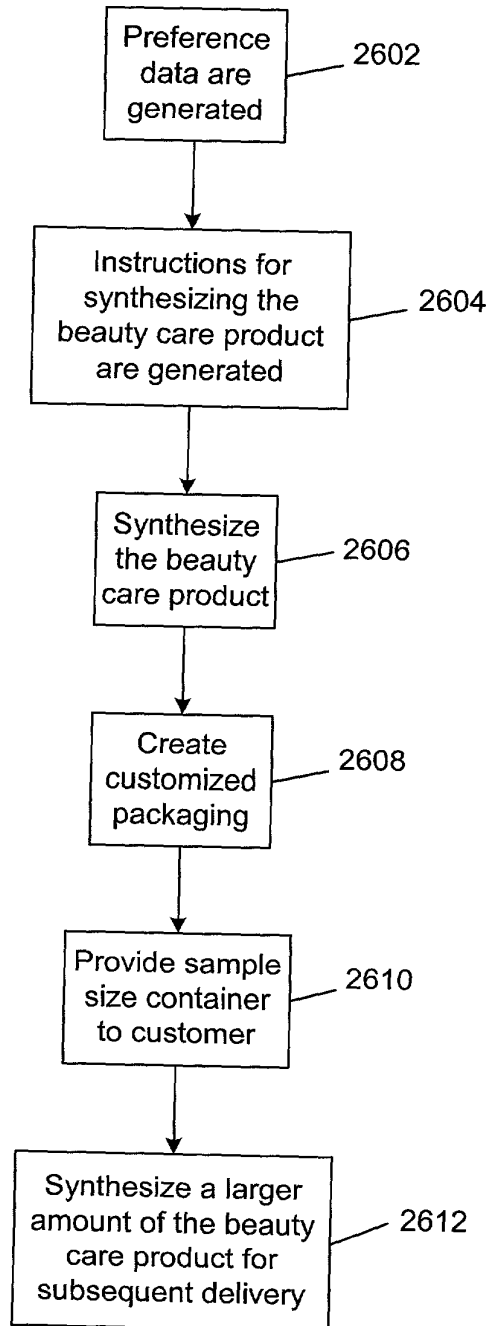 Preference
data are
generated
2602
Instructions for
synthesizing the
beauty care product
are generated
2604
Synthesize
the beauty
care product
2606
Create
customized
packaging
2608
Provide sample
size container
to customer
2610
Synthesize a larger
amount of the beauty
care product for
subsequent delivery
2612